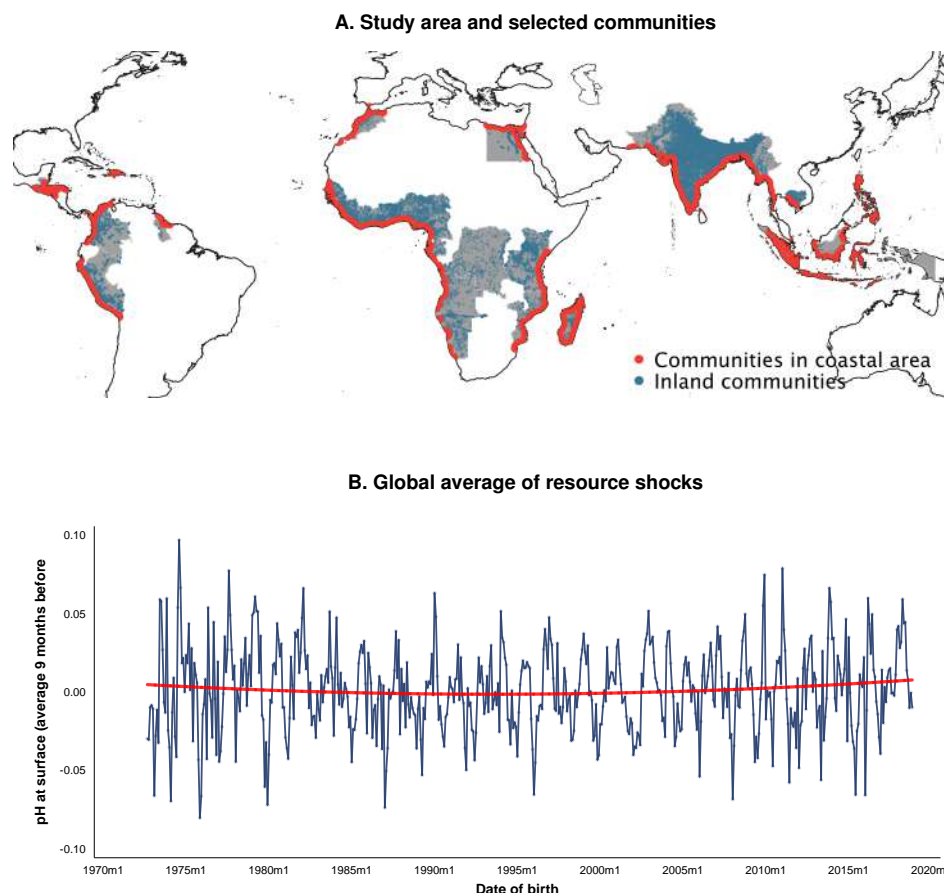 A. Study area and selected communities
Communities in coastal area
Inland communities
B. Global average of resource shocks
pH at surface (average 9 months before
0.10
0.05
0.00
-0.05
-0.10
1970m1 1975m1 1980m1 1985m1 1990m1 1995m1 2000m1 2005m1 2010m1 2015m1 2020m
Date of birth